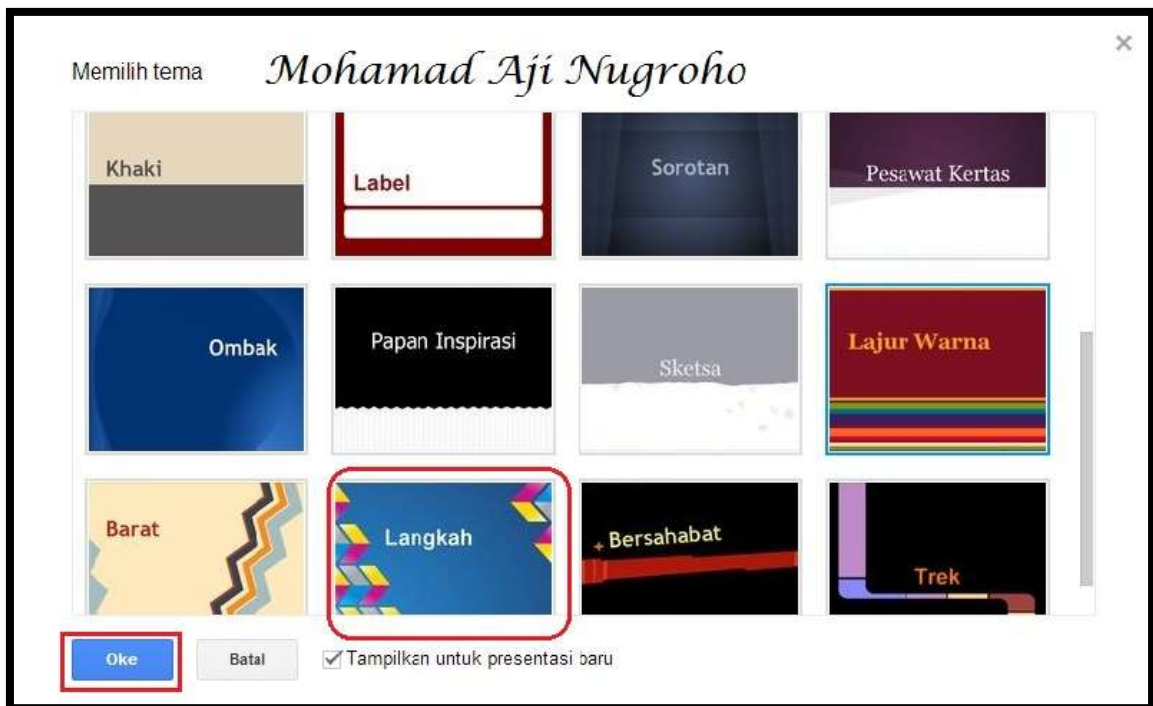 Memilih tema Mohamad Aji Nugroho
Khaki
Label
Sorotan
Pesawat Kertas
Ombak
Papan Inspirasi
Sketsa
Lajur Warna
Barat
Langkah
Bersahabat
Trek
Oke
Batal
Tampilkan untuk presentasi baru